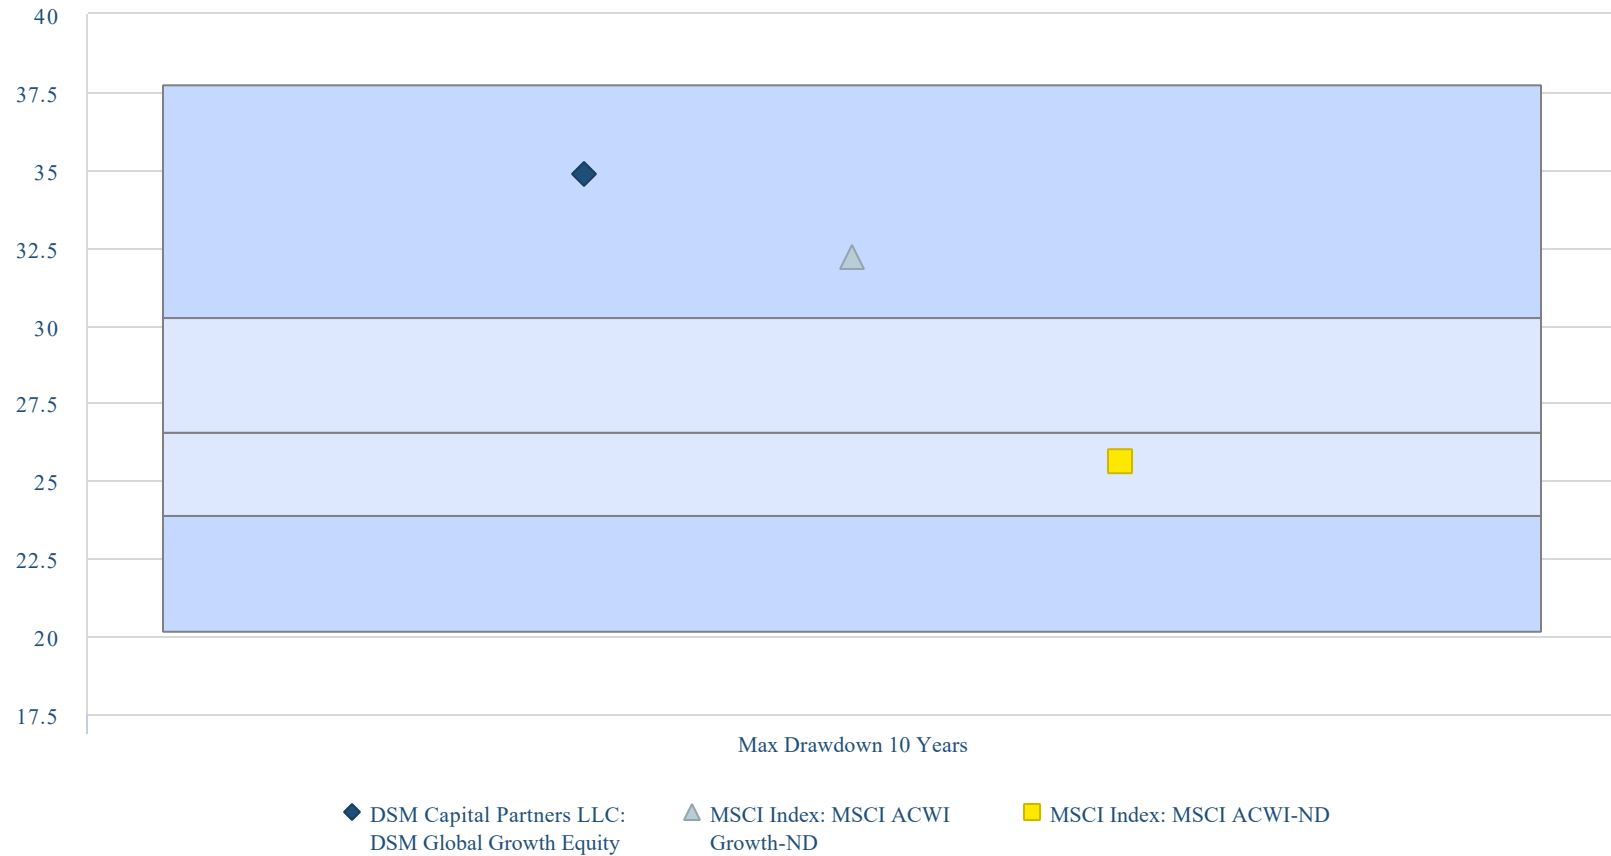 40
37.5
35
32.5
30
27.5
25
22.5
20
17.5
Max Drawdown 10 Years
DSM Capital Partners LLC:
DSM Global Growth Equity
MSCI Index: MSCI ACWI
Growth-ND
MSCI Index: MSCI ACWI-ND